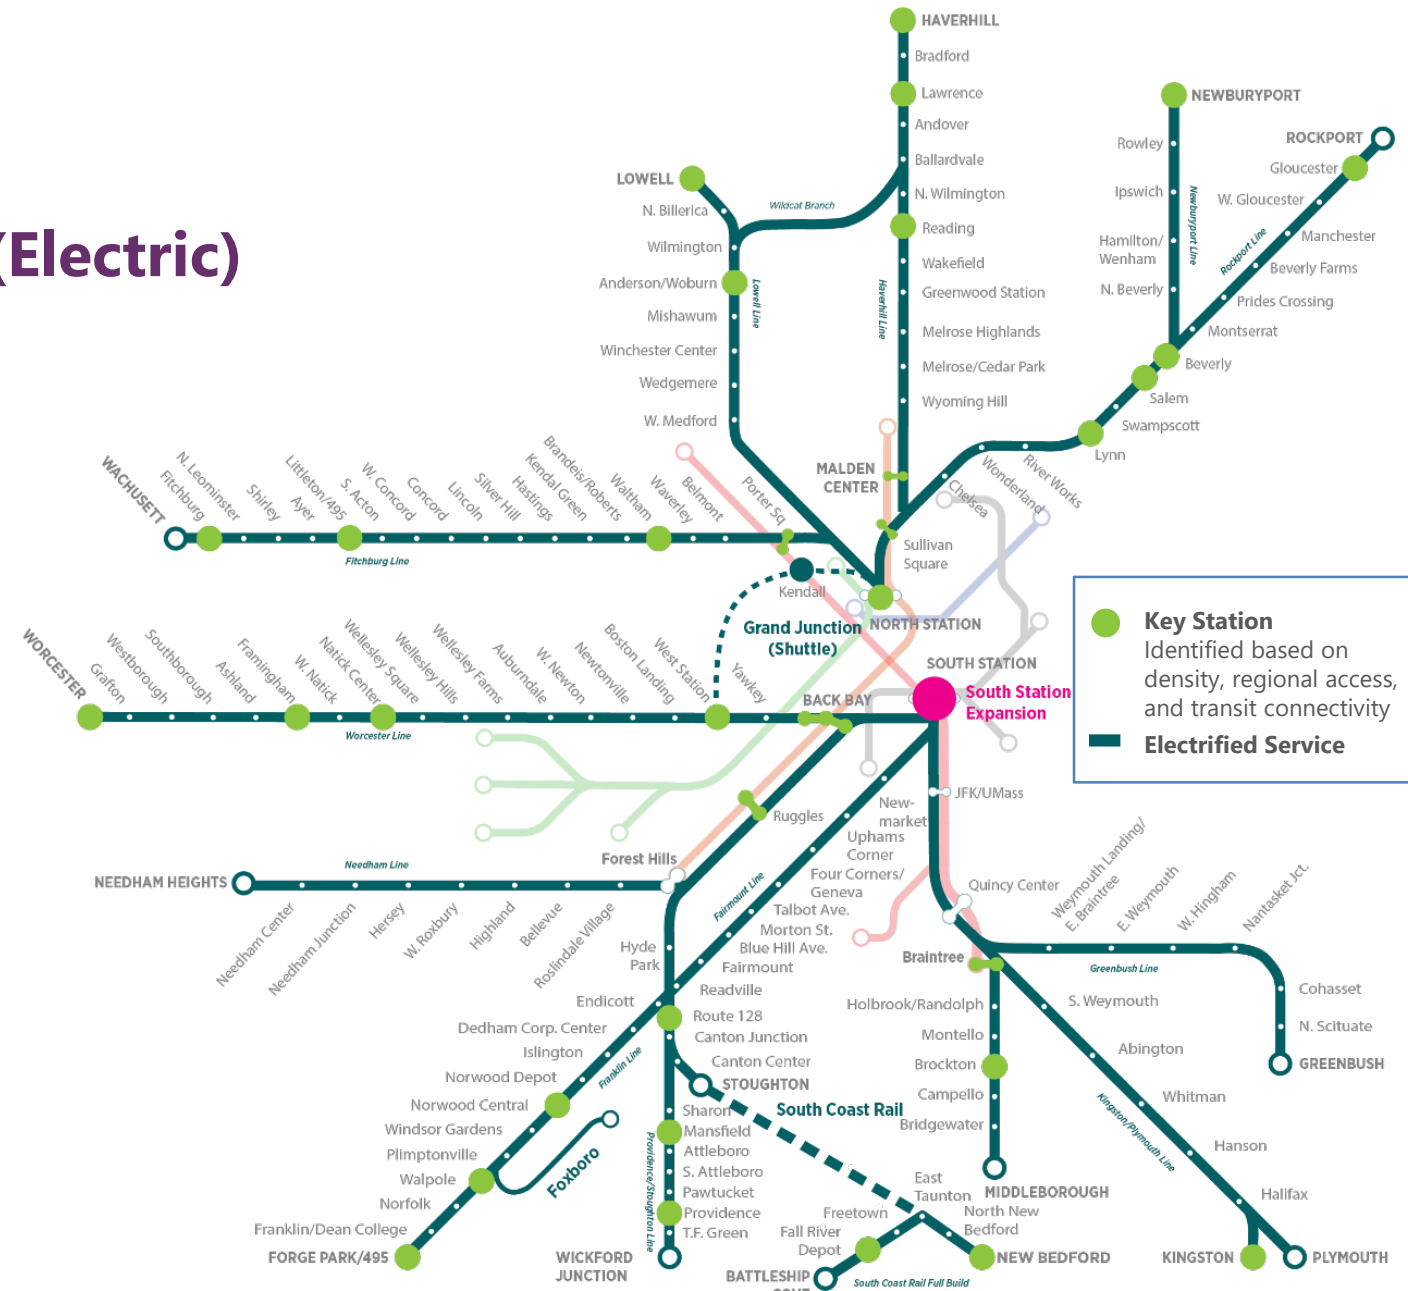 (Electric)
HAVERHILL
Bradford
Lawrence
Andover
Ballardvale
N. Wilmington
Reading
Wakefield
Greenwood Station
Melrose Highlands
Melrose/Cedar Park
Wyoming Hill
Haverhill Line
MALDEN
CENTER
NEWBURYPORT
Rowley
Ipswich
Hamilton/
Wenham
N. Beverly
Newburyport Line
ROCKPORT
Gloucester
W. Gloucester
Manchester
Beverly Farms
Prides Crossing
Montserrat
Rockport Line
Beverly
Salem
Swampscott
Lynn
River Works
Wonderland
Chelsea
Sullivan
Square
LOWELL
N. Billerica
Wilmington
Anderson/Woburn
Mishawum
Winchester Center
Wedgemere
W. Medford
Lowell Line
Wildcat Branch
WACHUSETT
Fitchburg
N. Leominster
Shirley
Ayer
Littleton/495
S. Acton
W. Concord
Concord
Lincoln
Silver Hill
Hastings
Kendal Green
Brandeis/Roberts
Waltham
Waverley
Belmont
Porter Sq
Fitchburg Line
Kendall
Grand Junction
(Shuttle)
NORTH STATION
SOUTH STATION
South Station
Expansion
Key Station
Identified based on
density, regional access,
and transit connectivity
Electrified Service
WORCESTER
Grafton
Westborough
Southborough
Ashland
Framingham
W. Natick
Natick Center
Wellesley Square
Wellesley Hills
Wellesley Farms
Auburndale
W. Newton
Newtonville
Boston Landing
West Station
Yawkey
BACK BAY
Worcester Line
Ruggles
Forest Hills
NEEDHAM HEIGHTS
Needham Line
Needham Center
Needham Junction
Hersey
W. Roxbury
Highland
Bellevue
Roslindale Village
New-
market
Uphams
Corner
Four Corners/
Geneva
Talbot Ave.
Morton St.
Blue Hill Ave.
Fairmount
Readville
Fairmount Line
Hyde
Park
Route 128
Canton Junction
Canton Center
STOUGHTON
Sharon
Mansfield
Attleboro
S. Attleboro
Pawtucket
Providence
T.F. Green
WICKFORD
JUNCTION
Providence/Stoughton Line
Endicott
Dedham Corp. Center
Islington
Norwood Depot
Norwood Central
Windsor Gardens
Plimptonville
Walpole
Norfolk
Franklin/Dean College
FORGE PARK/495
Franklin Line
Foxboro
South Coast Rail
East
Taunton
Freetown
Fall River
Depot
BATTLESHIP
COVE
North New
Bedford
NEW BEDFORD
South Coast Rail Full Build
JFK/UMass
Quincy Center
Braintree
Weymouth Landing/
E. Braintree
E. Weymouth
W. Hingham
Nantasket Jct.
Greenbush Line
Cohasset
N. Scituate
GREENBUSH
Holbrook/Randolph
Montello
Brockton
Campello
Bridgewater
MIDDLEBOROUGH
S. Weymouth
Abington
Whitman
Hanson
Halifax
Kingston/Plymouth Line
KINGSTON
PLYMOUTH